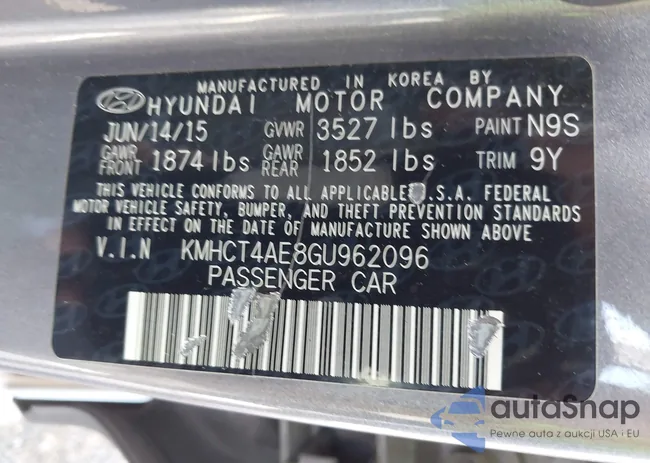 MANUFACTURED IN KOREA BY
HYUNDAI MOTOR COMPANY
JUN/14/15 GVWR 3527 lbs PAINT N9S
GAWR FRONT 1874 lbs GAWR REAR 1852 lbs TRIM 9Y
THIS VEHICLE CONFORMS TO ALL APPLICABLE U.S.A. FEDERAL
MOTOR VEHICLE SAFETY, BUMPER, AND THEFT PREVENTION STANDARDS
IN EFFECT ON THE DATE OF MANUFACTURE SHOWN ABOVE
V.I.N KMHCT4AE8GU962096
PASSENGER CAR
autoSnap
Pewne auta z aukcji USA i EU